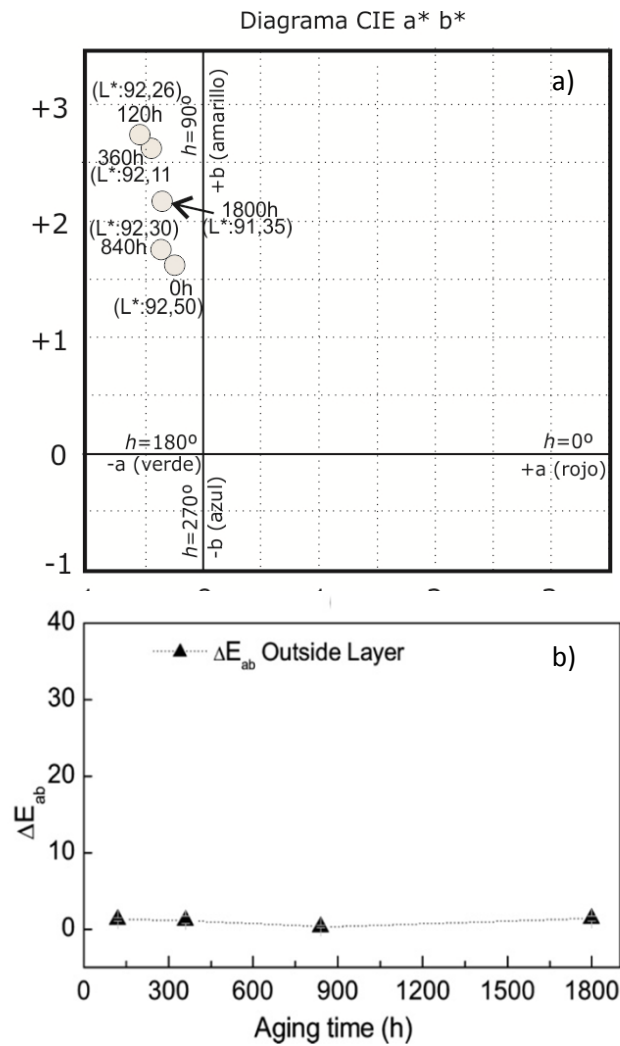 Diagrama CIE a* b*
a)
+3
+2
+1
0
-1
(L*:92,26)
120h
360h
(L*:92,11
h=90º
+b (amarillo)
1800h
(L*:91,35)
(L*:92,30)
840h
0h
(L*:92,50)
h=180º
-a (verde)
h=0º
+a (rojo)
h=270º
-b (azul)
b)
ΔEab Outside Layer
40
30
20
10
0
ΔEab
0 300 600 900 1200 1500 1800
Aging time (h)